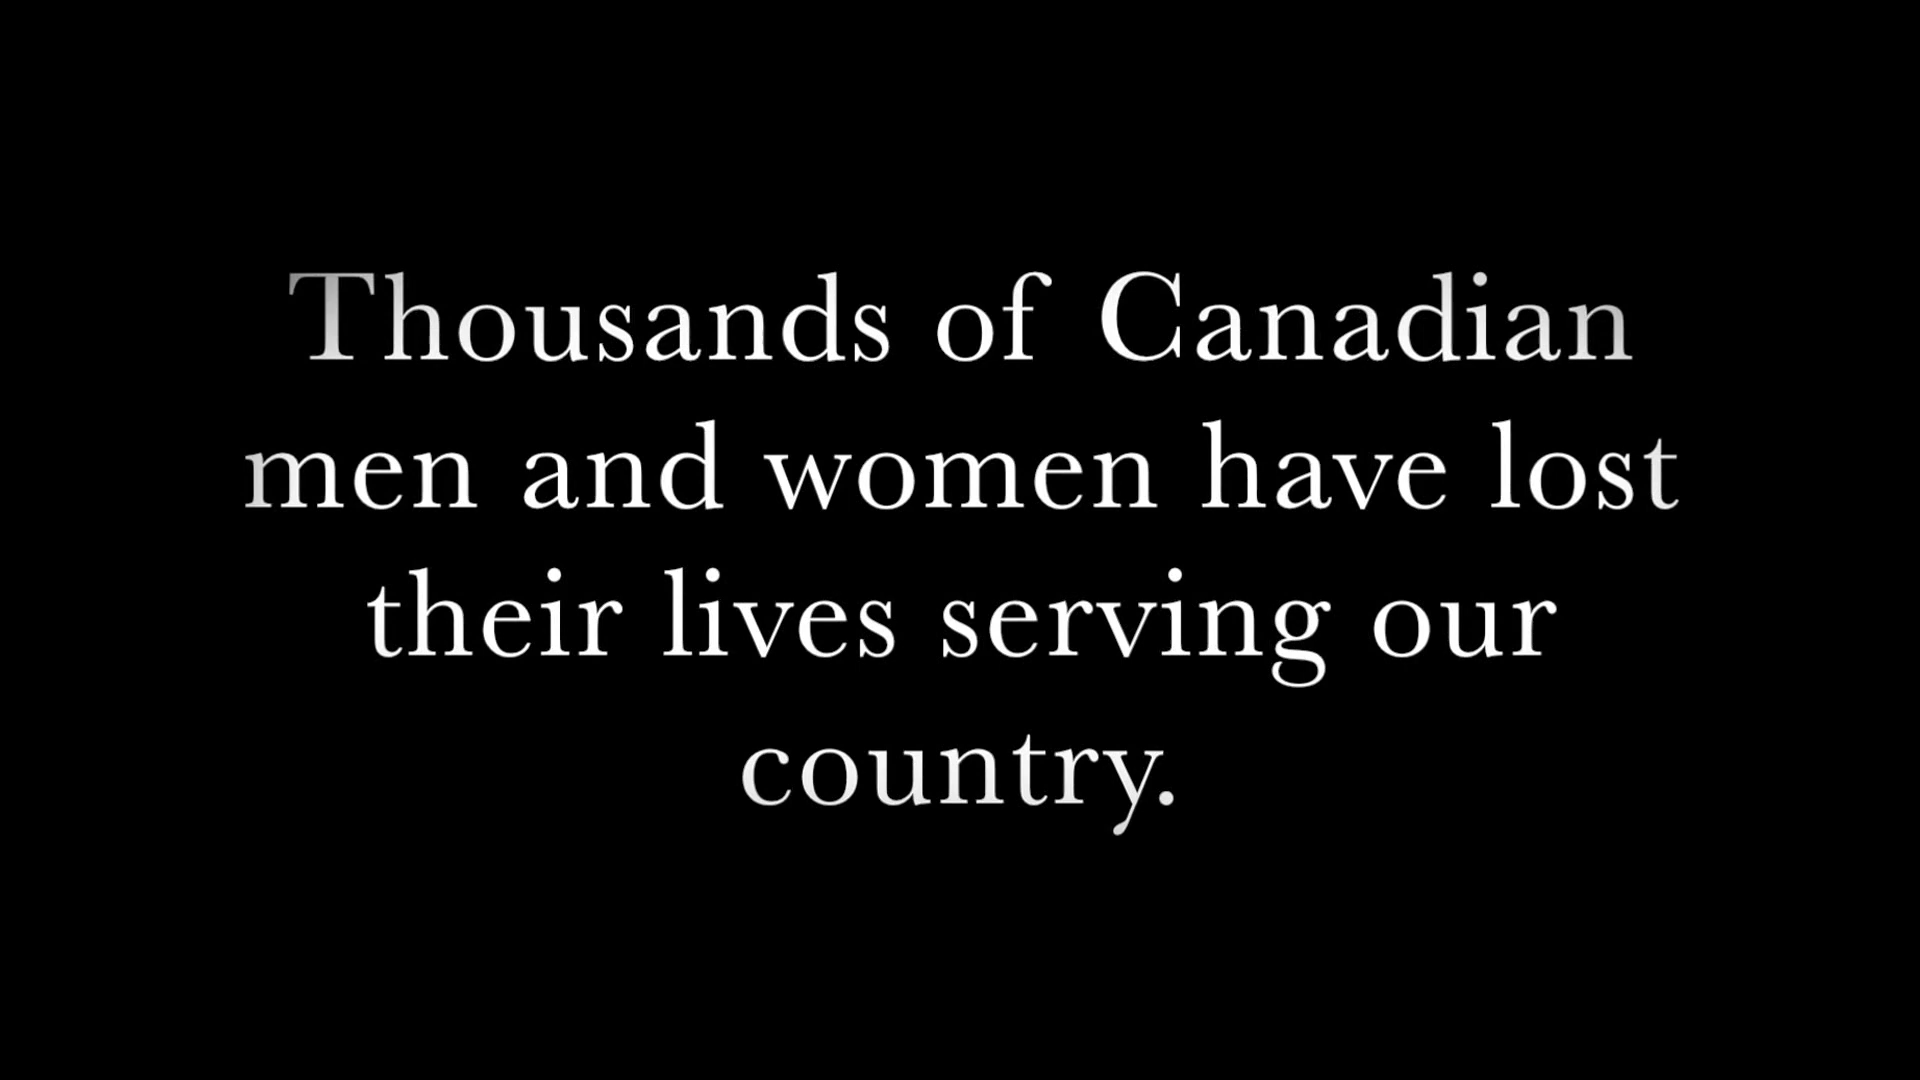 Thousands of Canadian
men and women have lost
their lives serving our
country.